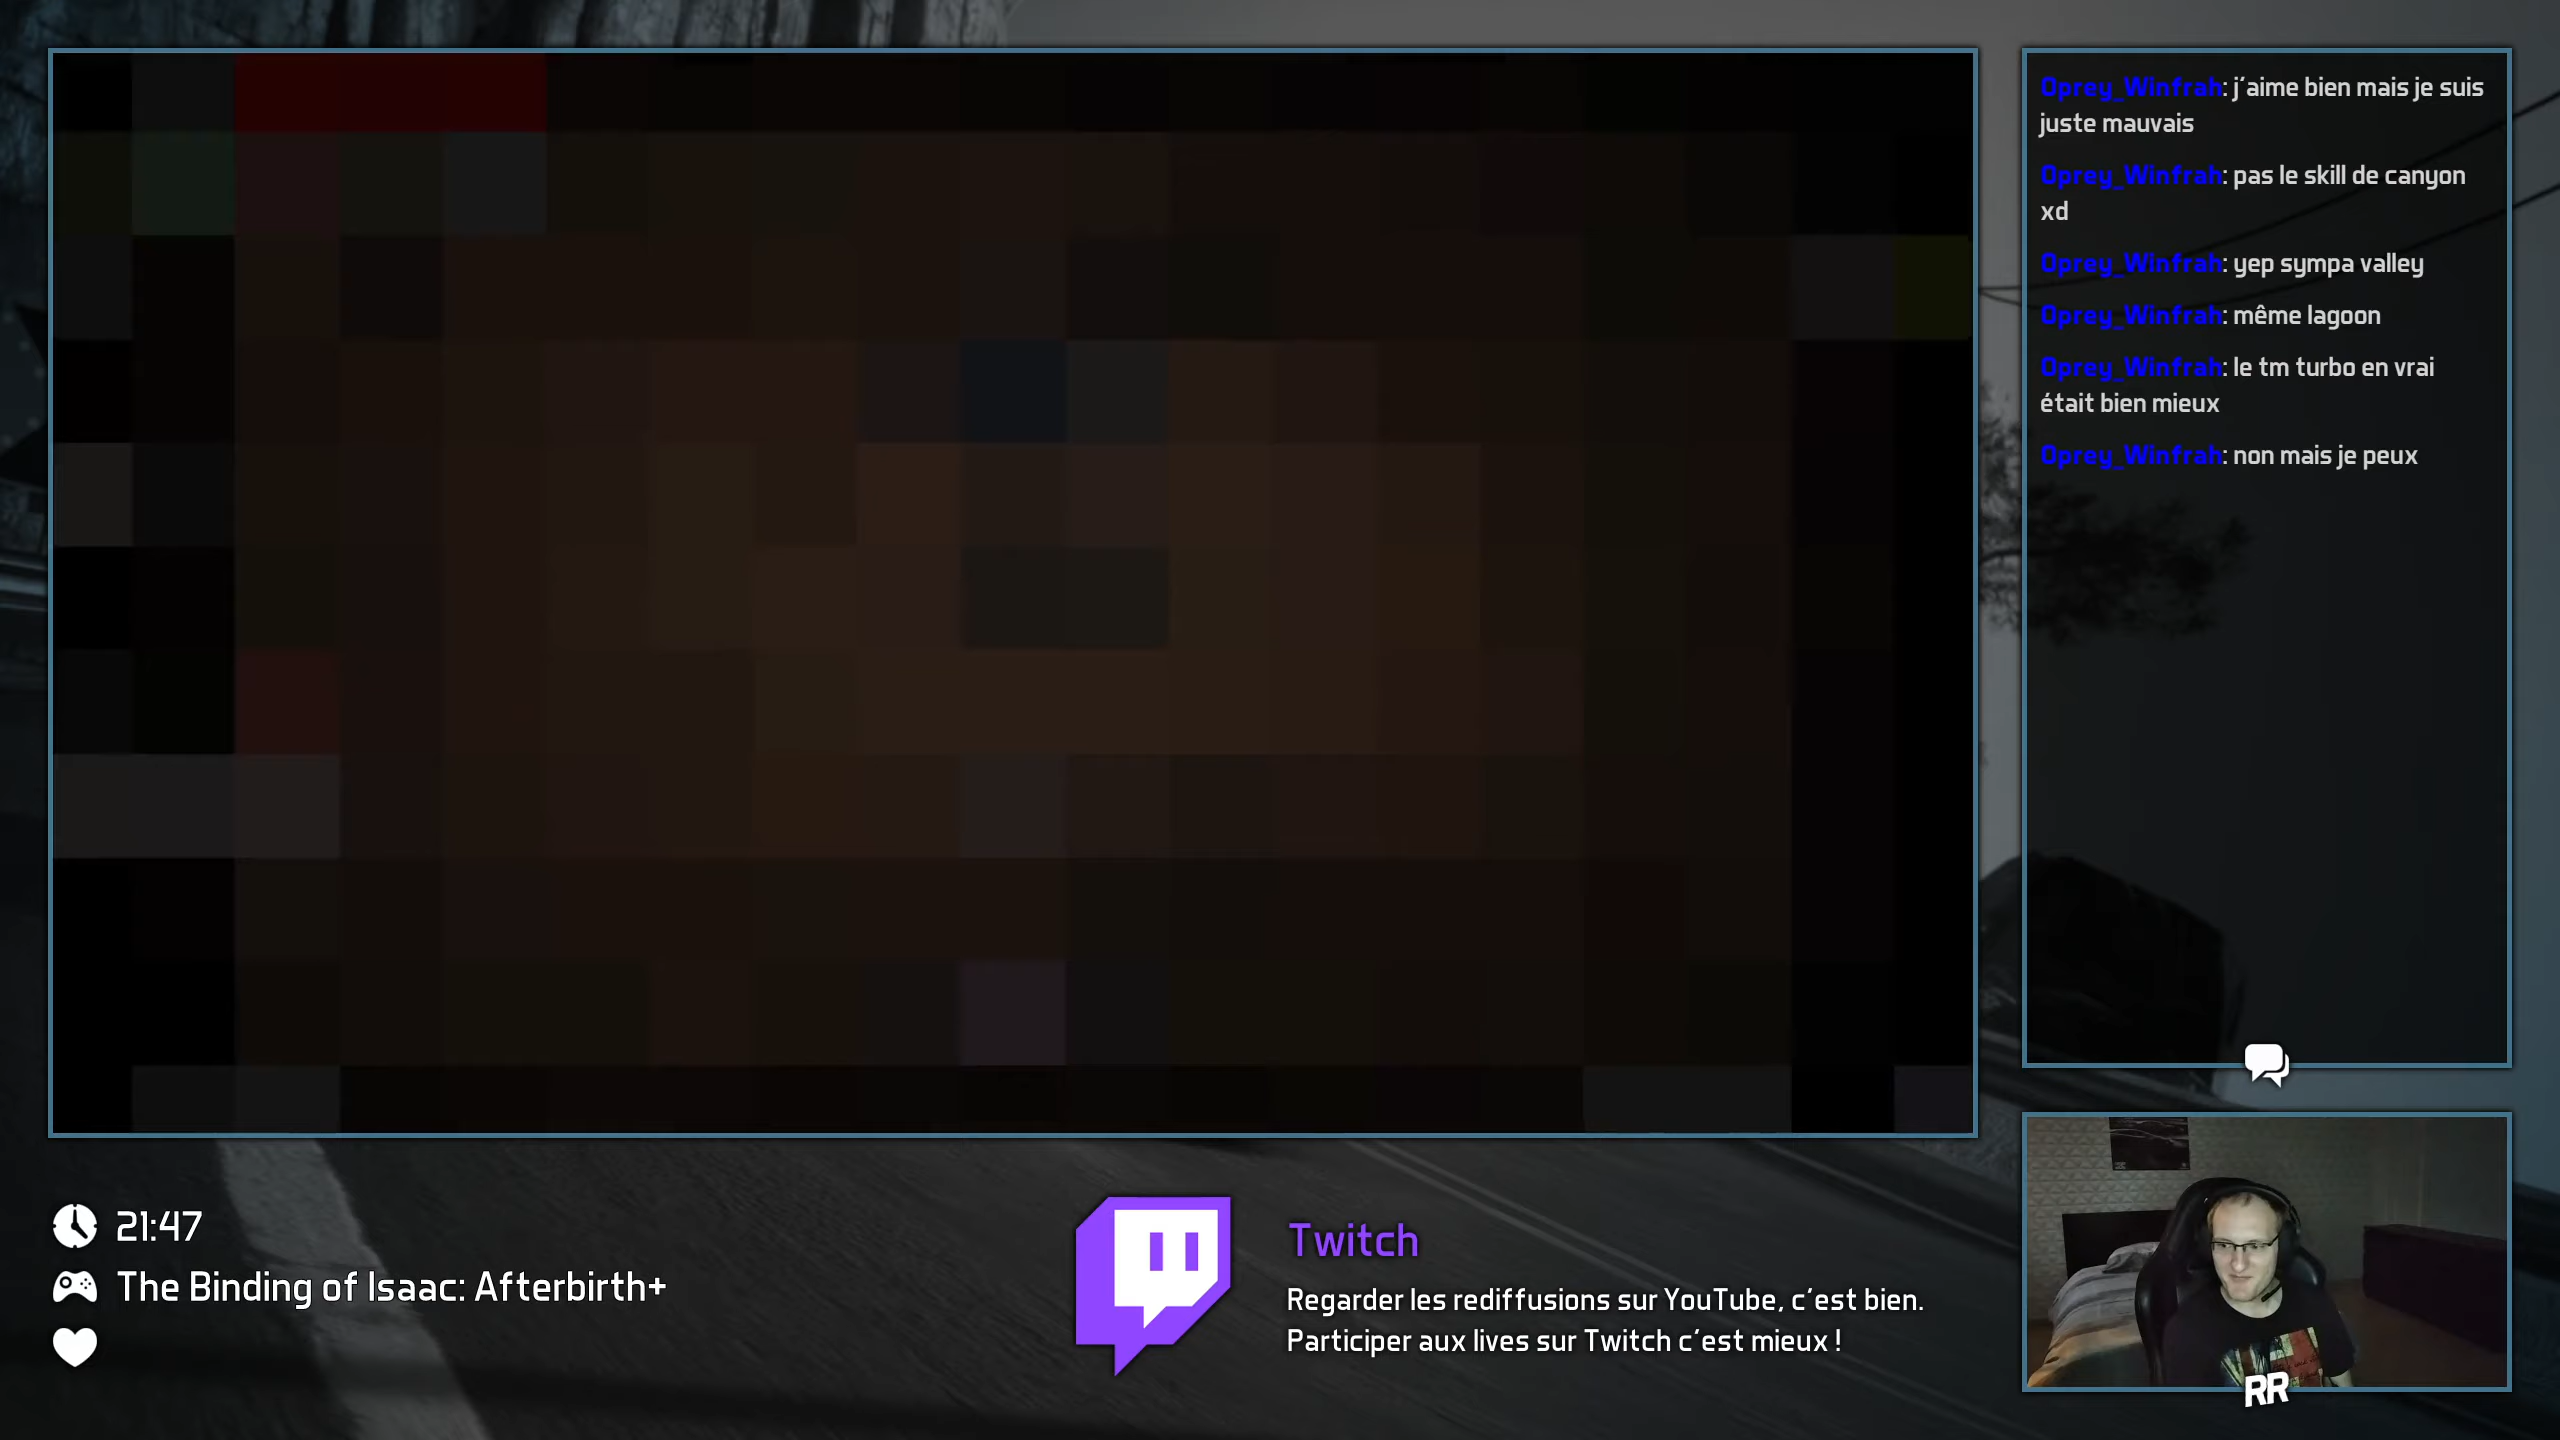 Oprey_Winfrah: j'aime bien mais je suis
juste mauvais
Oprey_Winfrah: pas le skill de canyon
xd
Oprey_Winfrah: yep sympa valley
Oprey_Winfrah: même lagoon
Oprey_Winfrah: le tm turbo en vrai
était bien mieux
Oprey_Winfrah: non mais je peux
21:47
The Binding of Isaac: Afterbirth+
Twitch
Regarder les rediffusions sur YouTube, c'est bien.
Participer aux lives sur Twitch c'est mieux !
RR